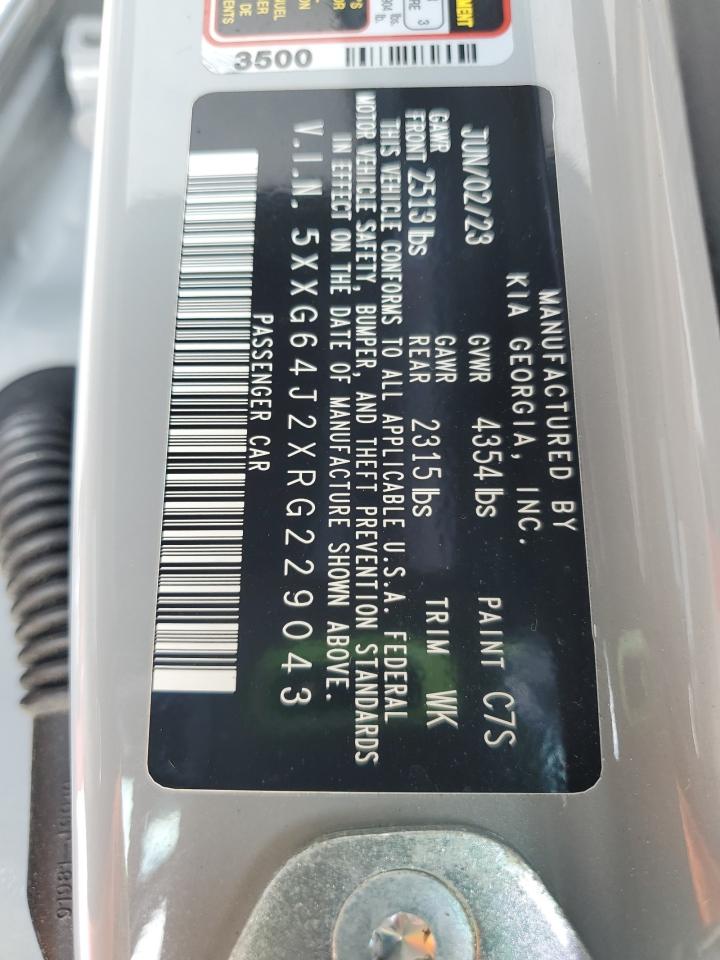 MANUFACTURED BY
KIA GEORGIA, INC.
JUN/02/23 GVWR 4354 lbs PAINT C7S
GAWR FRONT 2513 lbs GAWR REAR 2315 lbs TRIM WK
THIS VEHICLE CONFORMS TO ALL APPLICABLE U.S.A. FEDERAL
MOTOR VEHICLE SAFETY, BUMPER, AND THEFT PREVENTION STANDARDS
IN EFFECT ON THE DATE OF MANUFACTURE SHOWN ABOVE.
V.I.N. 5XXG64J2XRG229043
PASSENGER CAR
3500